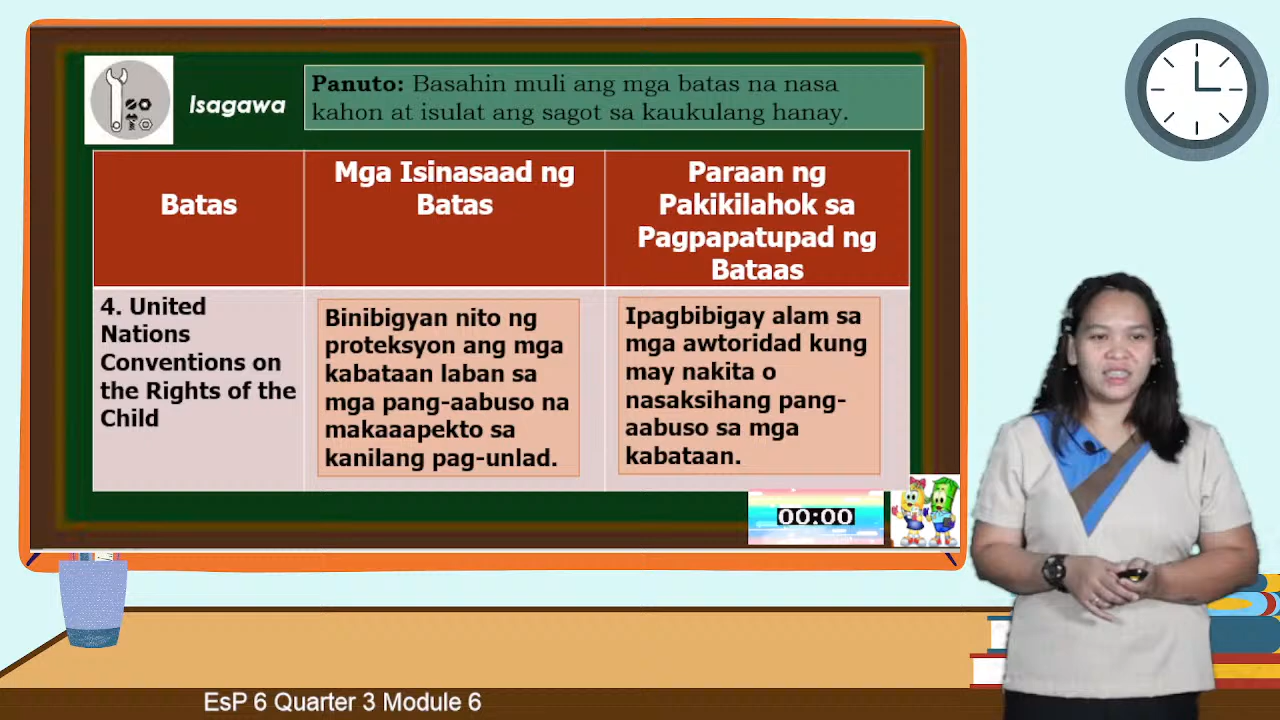 Isagawa
Panuto: Basahin muli ang mga batas na nasa
kahon at isulat ang sagot sa kaukulang hanay.
Batas
Mga Isinasaad ng
Batas
Paraan ng
Pakikilahok sa
Pagpapatupad ng
Bataas
4. United
Nations
Conventions on
the Rights of the
Child
Binibigyan nito ng
proteksyon ang mga
kabataan laban sa
mga pang-aabuso na
makaaapekto sa
kanilang pag-unlad.
Ipagbibigay alam sa
mga awtoridad kung
may nakita o
nasaksihang pang-
aabuso sa mga
kabataan.
00:00
EsP 6 Quarter 3 Module 6